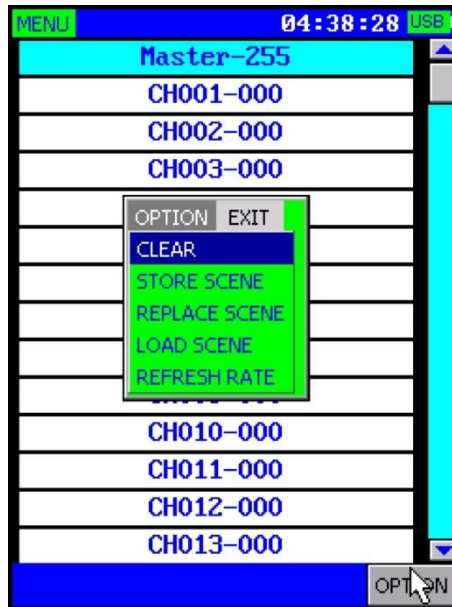 MENU 04:38:28 USB
Master-255
CH001-000
CH002-000
CH003-000
OPTION EXIT
CLEAR
STORE SCENE
REPLACE SCENE
LOAD SCENE
REFRESH RATE
CH010-000
CH011-000
CH012-000
CH013-000
OPTION